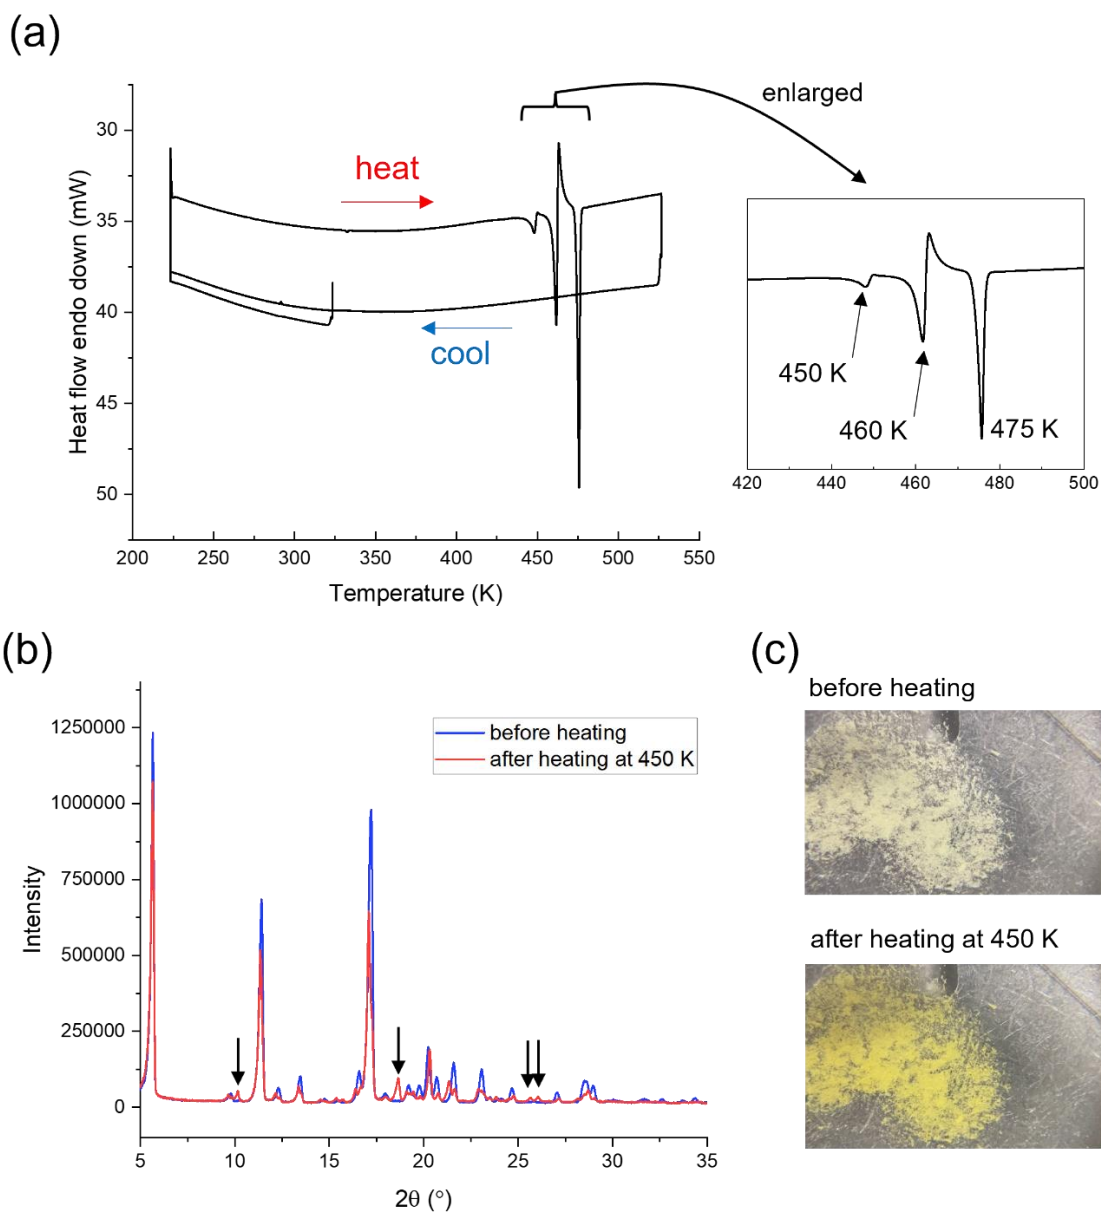 (a)
enlarged
heat
cool
Heat flow endo down (mW)
30
35
40
45
50
200 250 300 350 400 450 500 550
Temperature (K)
450 K
460 K
475 K
420 440 460 480 500
(b)
before heating
after heating at 450 K
Intensity
1250000
1000000
750000
500000
250000
0
5 10 15 20 25 30 35
2θ (°)
(c)
before heating
after heating at 450 K